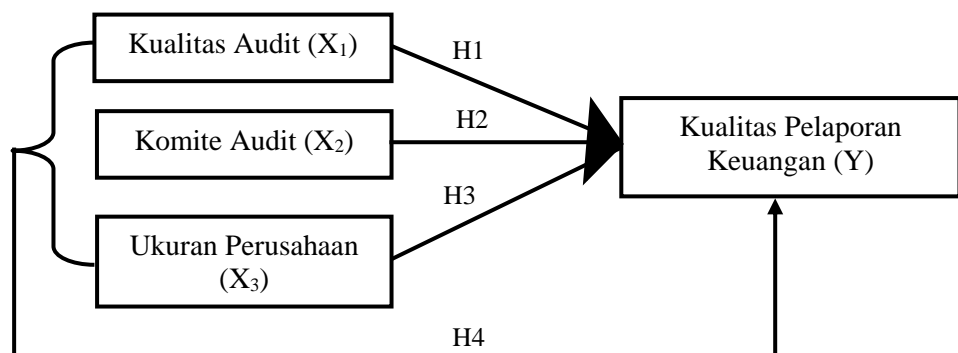 Kualitas Audit (X₁)
H1
Komite Audit (X₂)
H2
Kualitas Pelaporan
Keuangan (Y)
H3
Ukuran Perusahaan
(X₃)
H4